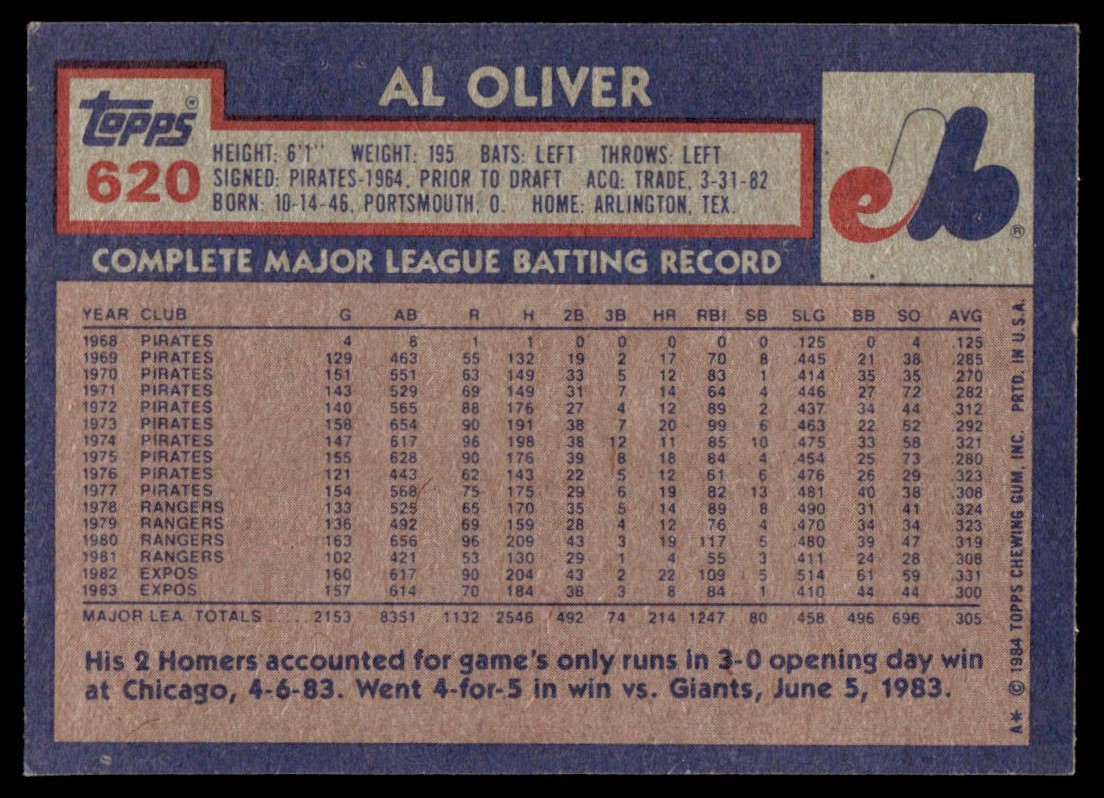 AL OLIVER
Topps®
620
HEIGHT: 6'1" WEIGHT: 195 BATS: LEFT THROWS: LEFT
SIGNED: PIRATES-1964, PRIOR TO DRAFT ACQ: TRADE, 3-31-82
BORN: 10-14-46, PORTSMOUTH, O. HOME: ARLINGTON, TEX.
eb®
COMPLETE MAJOR LEAGUE BATTING RECORD
YEAR CLUB G AB R H 2B 3B HR RBI SB SLG BB SO AVG
1968 PIRATES 4 8 1 1 0 0 0 0 0 .125 0 4 .125
1969 PIRATES 129 463 55 132 19 2 17 70 8 .445 21 38 .285
1970 PIRATES 151 551 63 149 33 5 12 83 1 .414 35 35 .270
1971 PIRATES 143 529 69 149 31 7 14 64 4 .446 27 72 .282
1972 PIRATES 140 565 88 176 27 4 12 89 2 .437 34 44 .312
1973 PIRATES 158 654 90 191 38 7 20 99 6 .463 22 52 .292
1974 PIRATES 147 617 96 198 38 12 11 85 10 .475 33 58 .321
1975 PIRATES 155 628 90 176 39 8 18 84 4 .454 25 73 .280
1976 PIRATES 121 443 62 143 22 5 12 61 6 .476 26 29 .323
1977 PIRATES 154 568 75 175 29 6 19 82 13 .481 40 38 .308
1978 RANGERS 133 525 65 170 35 5 14 89 8 .490 31 41 .324
1979 RANGERS 136 492 69 159 28 4 12 76 4 .470 34 34 .323
1980 RANGERS 163 656 96 209 43 3 19 117 5 .480 39 47 .319
1981 RANGERS 102 421 53 130 29 1 4 55 3 .411 24 28 .308
1982 EXPOS 160 617 90 204 43 2 22 109 5 .514 61 59 .331
1983 EXPOS 157 614 70 184 38 3 8 84 1 .410 44 44 .300
MAJOR LEA. TOTALS ..... 2153 8351 1132 2546 492 74 214 1247 80 .458 496 696 .305
His 2 Homers accounted for game's only runs in 3-0 opening day win
at Chicago, 4-6-83. Went 4-for-5 in win vs. Giants, June 5, 1983.
A* © 1984 TOPPS CHEWING GUM, INC. PRTD. IN U.S.A.